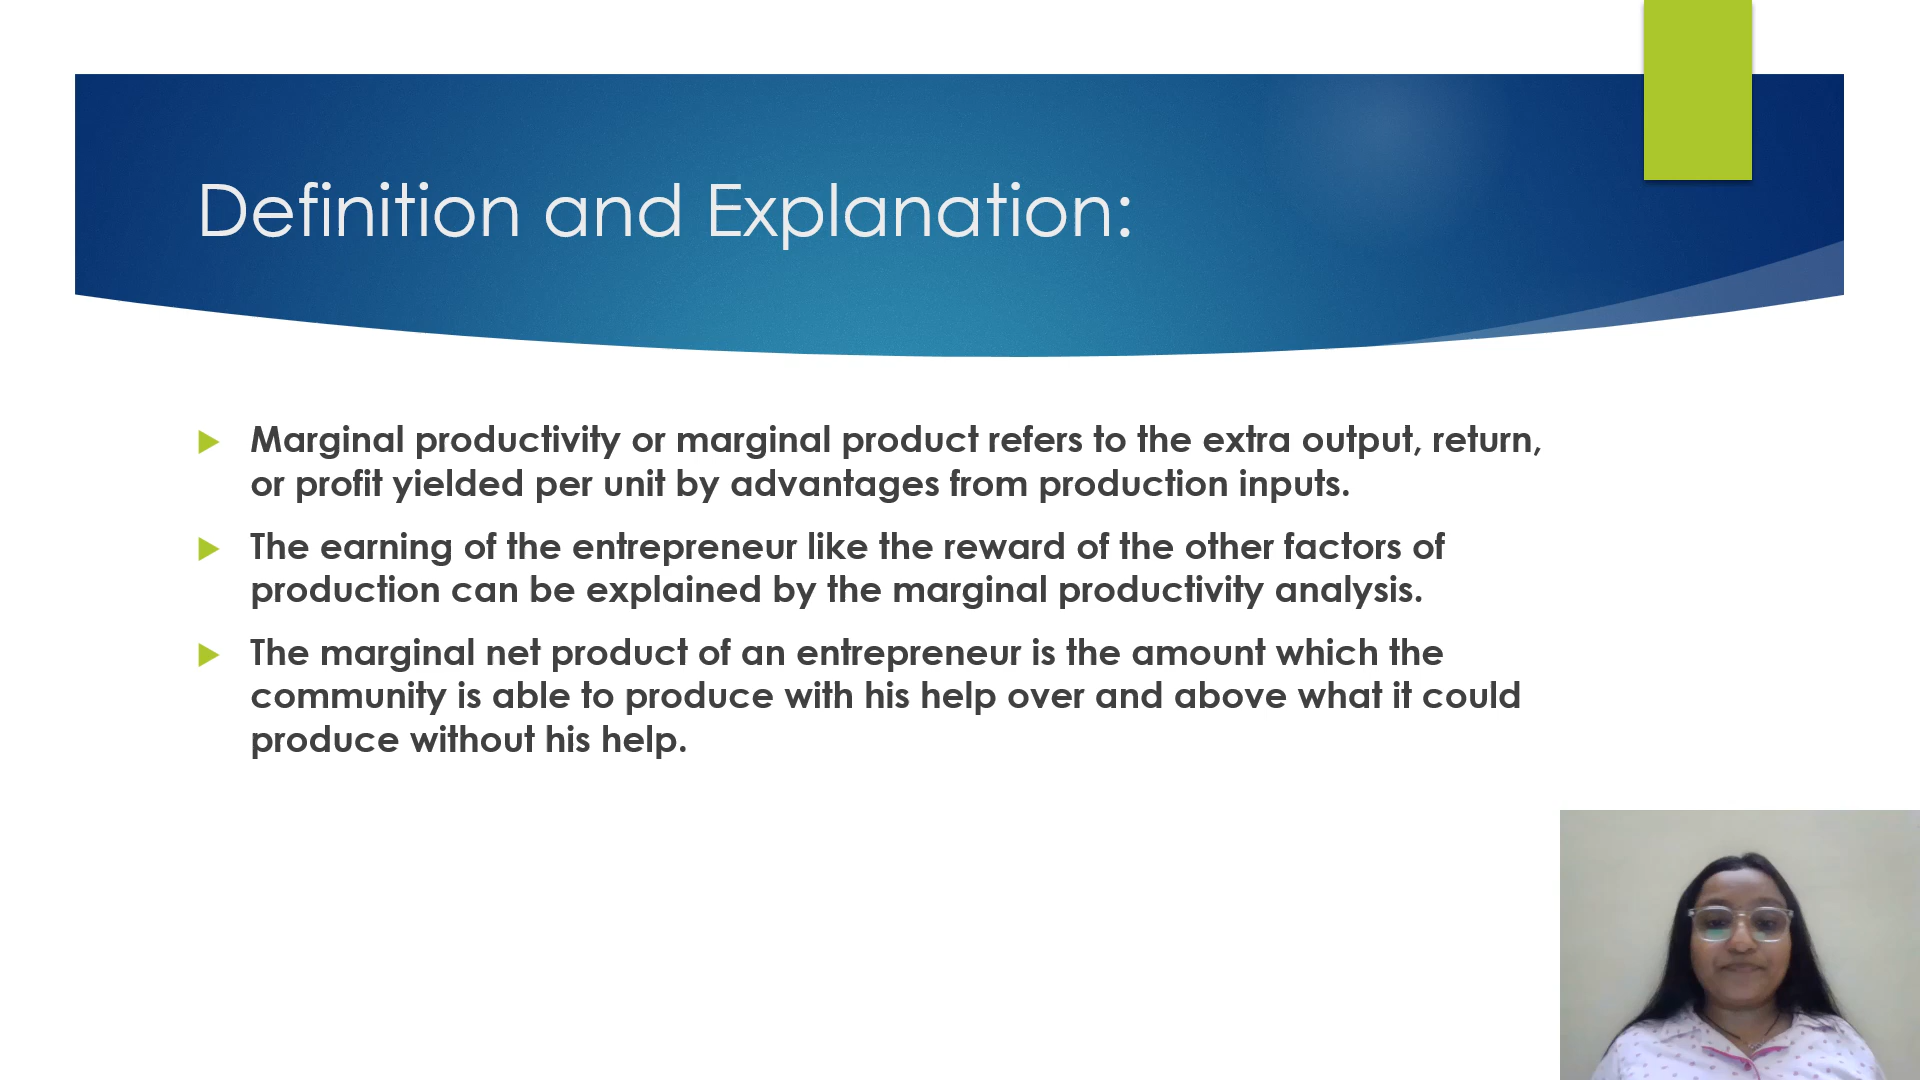 Definition and Explanation:
Marginal productivity or marginal product refers to the extra output, return,
or profit yielded per unit by advantages from production inputs.
The earning of the entrepreneur like the reward of the other factors of
production can be explained by the marginal productivity analysis.
The marginal net product of an entrepreneur is the amount which the
community is able to produce with his help over and above what it could
produce without his help.